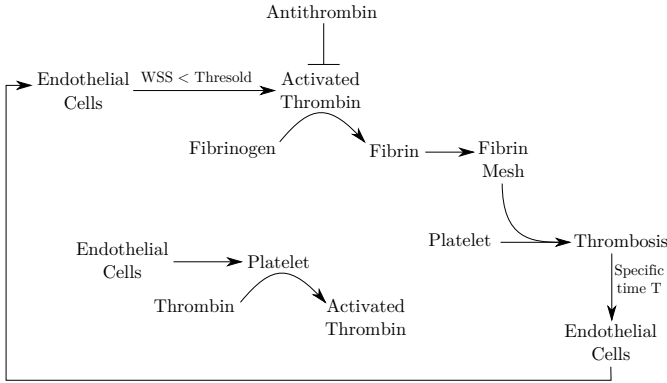 Antithrombin
Endothelial
Cells
WSS < Thresold
Activated
Thrombin
Fibrinogen
Fibrin
Fibrin
Mesh
Platelet
Thrombosis
Endothelial
Cells
Platelet
Thrombin
Activated
Thrombin
Specific
time T
Endothelial
Cells